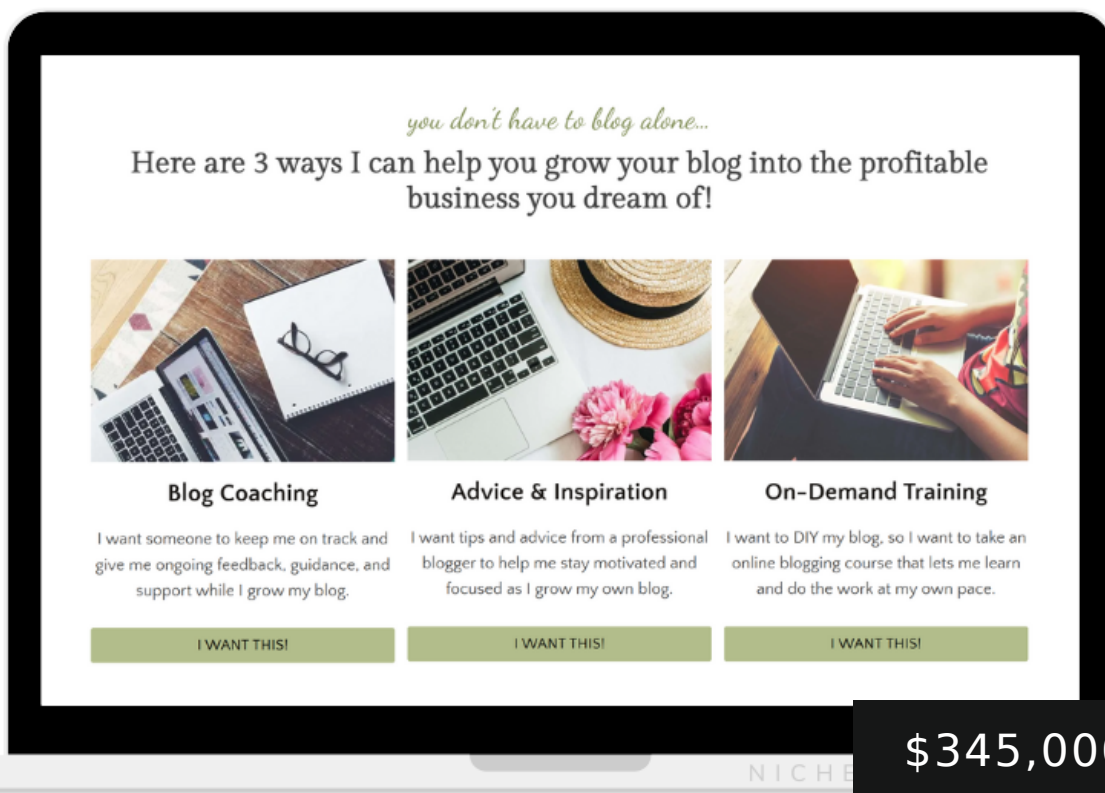 you don't have to blog alone...
Here are 3 ways I can help you grow your blog into the profitable
business you dream of!
Blog Coaching
I want someone to keep me on track and
give me ongoing feedback, guidance, and
support while I grow my blog.
I WANT THIS!
Advice & Inspiration
I want tips and advice from a professional
blogger to help me stay motivated and
focused as I grow my own blog.
I WANT THIS!
On-Demand Training
I want to DIY my blog, so I want to take an
online blogging course that lets me learn
and do the work at my own pace.
I WANT THIS!